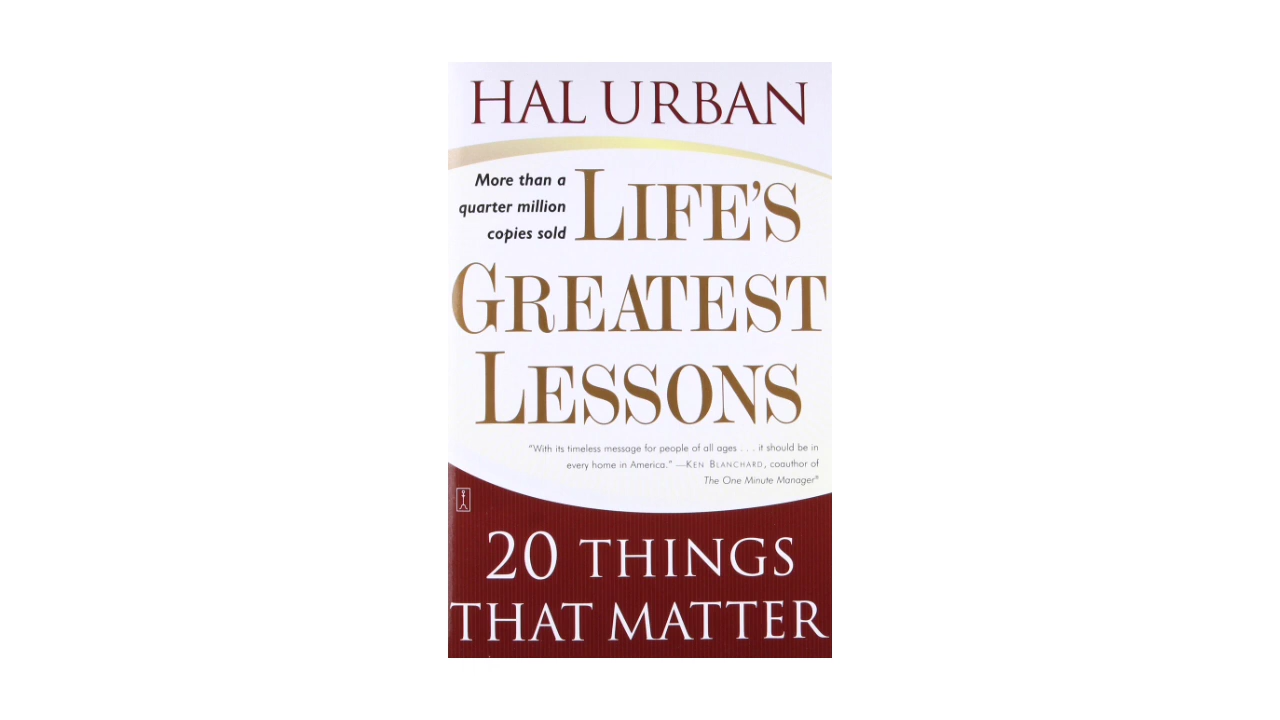 HAL URBAN
More than a
quarter million
copies sold
LIFE'S
GREATEST
LESSONS
"With its timeless message for people of all ages . . . it should be in
every home in America." —KEN BLANCHARD, coauthor of
The One Minute Manager®
20 THINGS
THAT MATTER